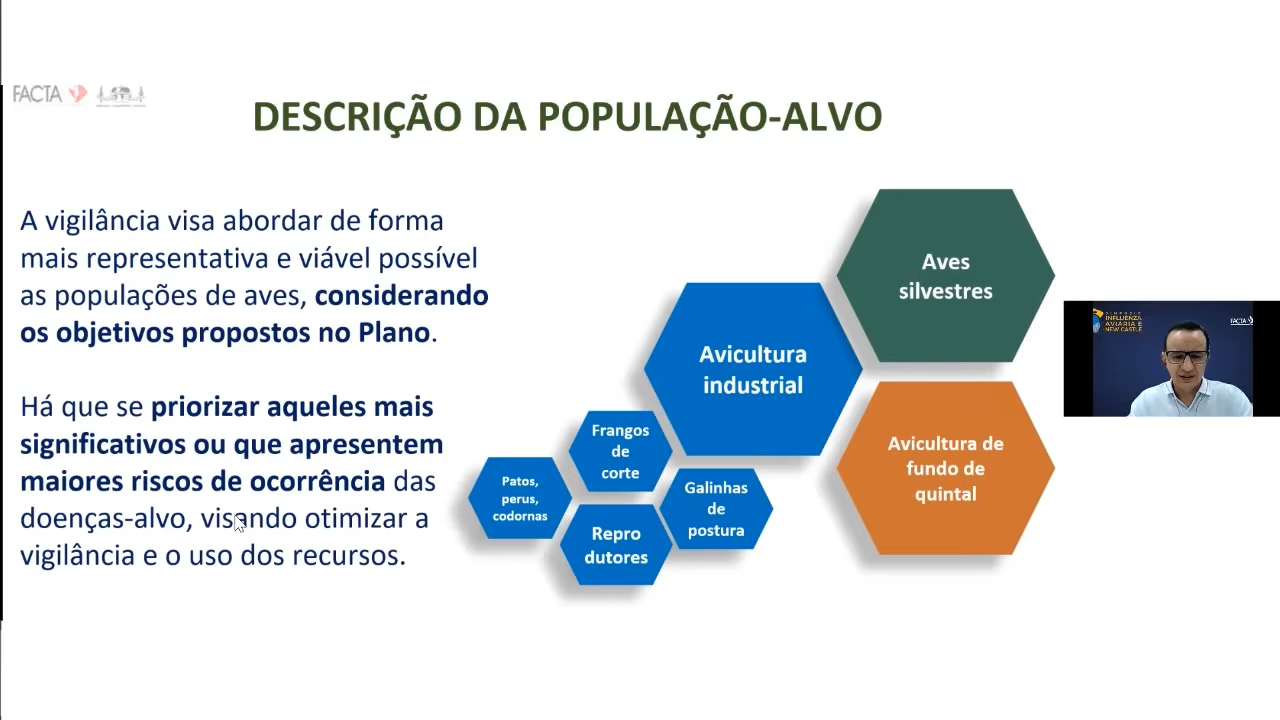 FACTA
DESCRIÇÃO DA POPULAÇÃO-ALVO
A vigilância visa abordar de forma
mais representativa e viável possível
as populações de aves, considerando
os objetivos propostos no Plano.
Há que se priorizar aqueles mais
significativos ou que apresentem
maiores riscos de ocorrência das
doenças-alvo, visando otimizar a
vigilância e o uso dos recursos.
Aves
silvestres
Avicultura
industrial
Avicultura de
fundo de
quintal
Frangos
de
corte
Patos,
perus,
codornas
Galinhas
de
postura
Repro
dutores
SIMPÓSIO
INFLUENZA
AVIÁRIA E
NEW CASTLE
FACTA